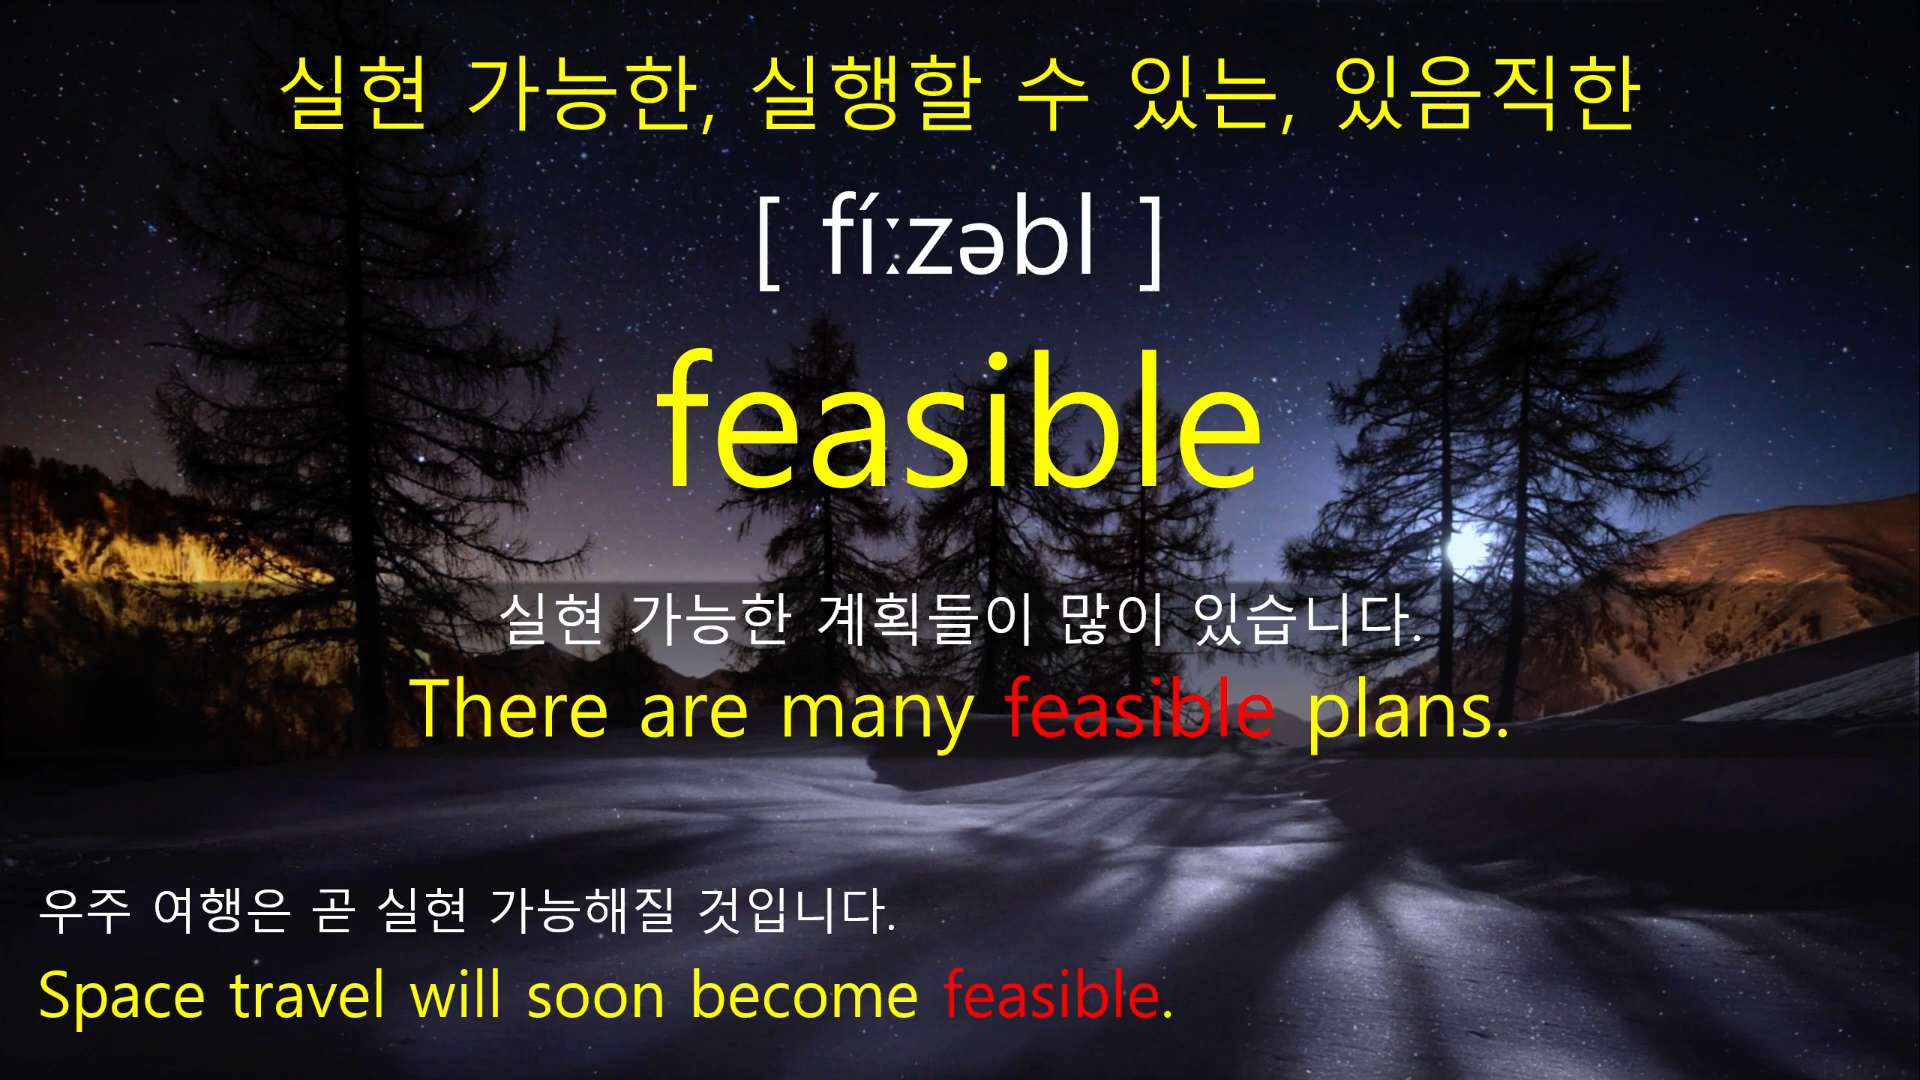 실현 가능한, 실행할 수 있는, 있음직한
[ fíːzəbl ]
feasible
실현 가능한 계획들이 많이 있습니다.
There are many feasible plans.
우주 여행은 곧 실현 가능해질 것입니다.
Space travel will soon become feasible.